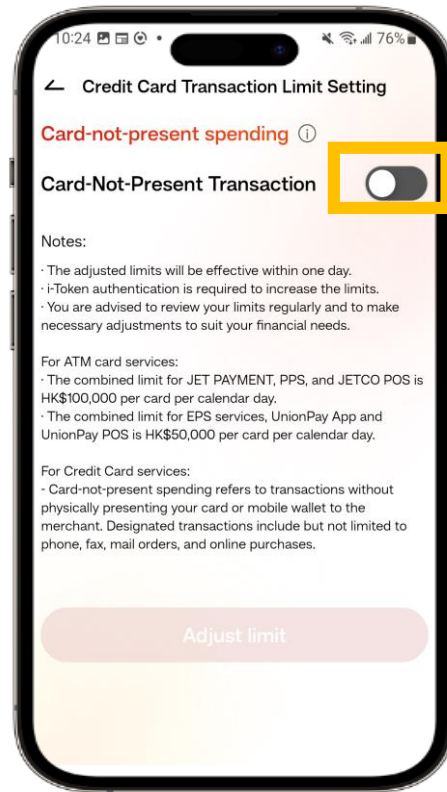 10:24 76%
Credit Card Transaction Limit Setting
Card-not-present spending
Card-Not-Present Transaction
Notes:
· The adjusted limits will be effective within one day.
· i-Token authentication is required to increase the limits.
· You are advised to review your limits regularly and to make
necessary adjustments to suit your financial needs.
For ATM card services:
· The combined limit for JET PAYMENT, PPS, and JETCO POS is
HK$100,000 per card per calendar day.
· The combined limit for EPS services, UnionPay App and
UnionPay POS is HK$50,000 per card per calendar day.
For Credit Card services:
- Card-not-present spending refers to transactions without
physically presenting your card or mobile wallet to the
merchant. Designated transactions include but not limited to
phone, fax, mail orders, and online purchases.
Adjust limit